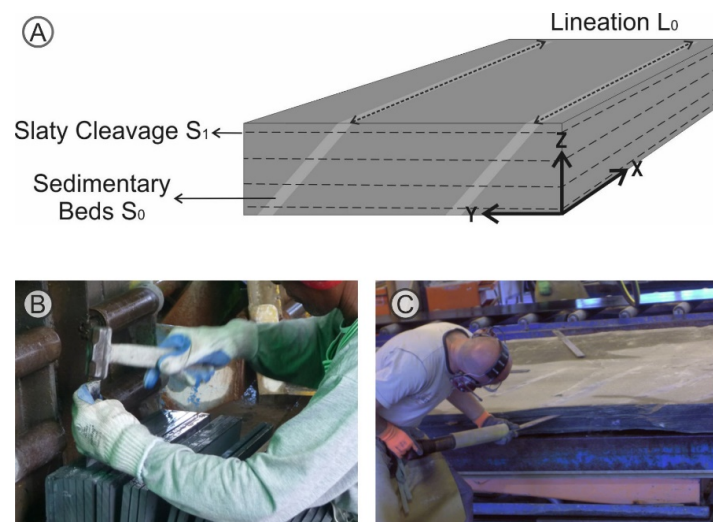 A
Lineation L₀
Slaty Cleavage S₁
Sedimentary
Beds S₀
Z
X
Y
B
C